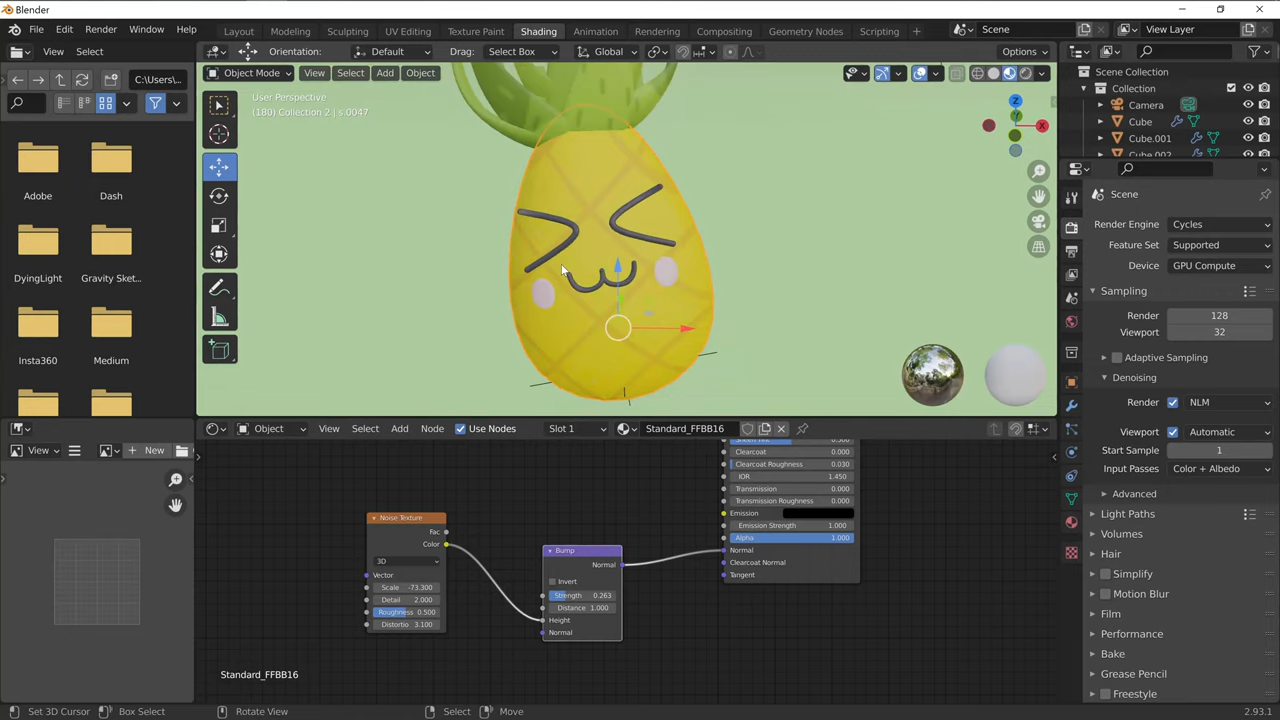 Blender
File Edit Render Window Help
Layout Modeling Sculpting UV Editing Texture Paint Shading Animation Rendering Compositing Geometry Nodes Scripting
Scene
View Layer
View Select
Orientation: Default Drag: Select Box Global Options
C:\Users\...
Object Mode View Select Add Object
User Perspective
(180) Collection 2 | s.0047
Adobe Dash
DyingLight Gravity Sket...
Insta360 Medium
X
Y
Z
Scene Collection
Collection
Camera
Cube
Cube.001
Cube.002
Scene
Render Engine Cycles
Feature Set Supported
Device GPU Compute
Sampling
Render 128
Viewport 32
Adaptive Sampling
Denoising
Render NLM
Viewport Automatic
Start Sample 1
Input Passes Color + Albedo
Advanced
Light Paths
Volumes
Hair
Simplify
Motion Blur
Film
Performance
Bake
Grease Pencil
Freestyle
View New
Object View Select Add Node Use Nodes Slot 1 Standard_FFBB16
Noise Texture
Fac
Color
3D
Vector
Scale -73.300
Detail 2.000
Roughness 0.500
Distortio 3.100
Bump
Normal
Invert
Strength 0.263
Distance 1.000
Height
Normal
Clearcoat 0.000
Clearcoat Roughness 0.030
IOR 1.450
Transmission 0.000
Transmission Roughness 0.000
Emission
Emission Strength 1.000
Alpha 1.000
Normal
Clearcoat Normal
Tangent
Standard_FFBB16
Set 3D Cursor Box Select Rotate View Select Move 2.93.1